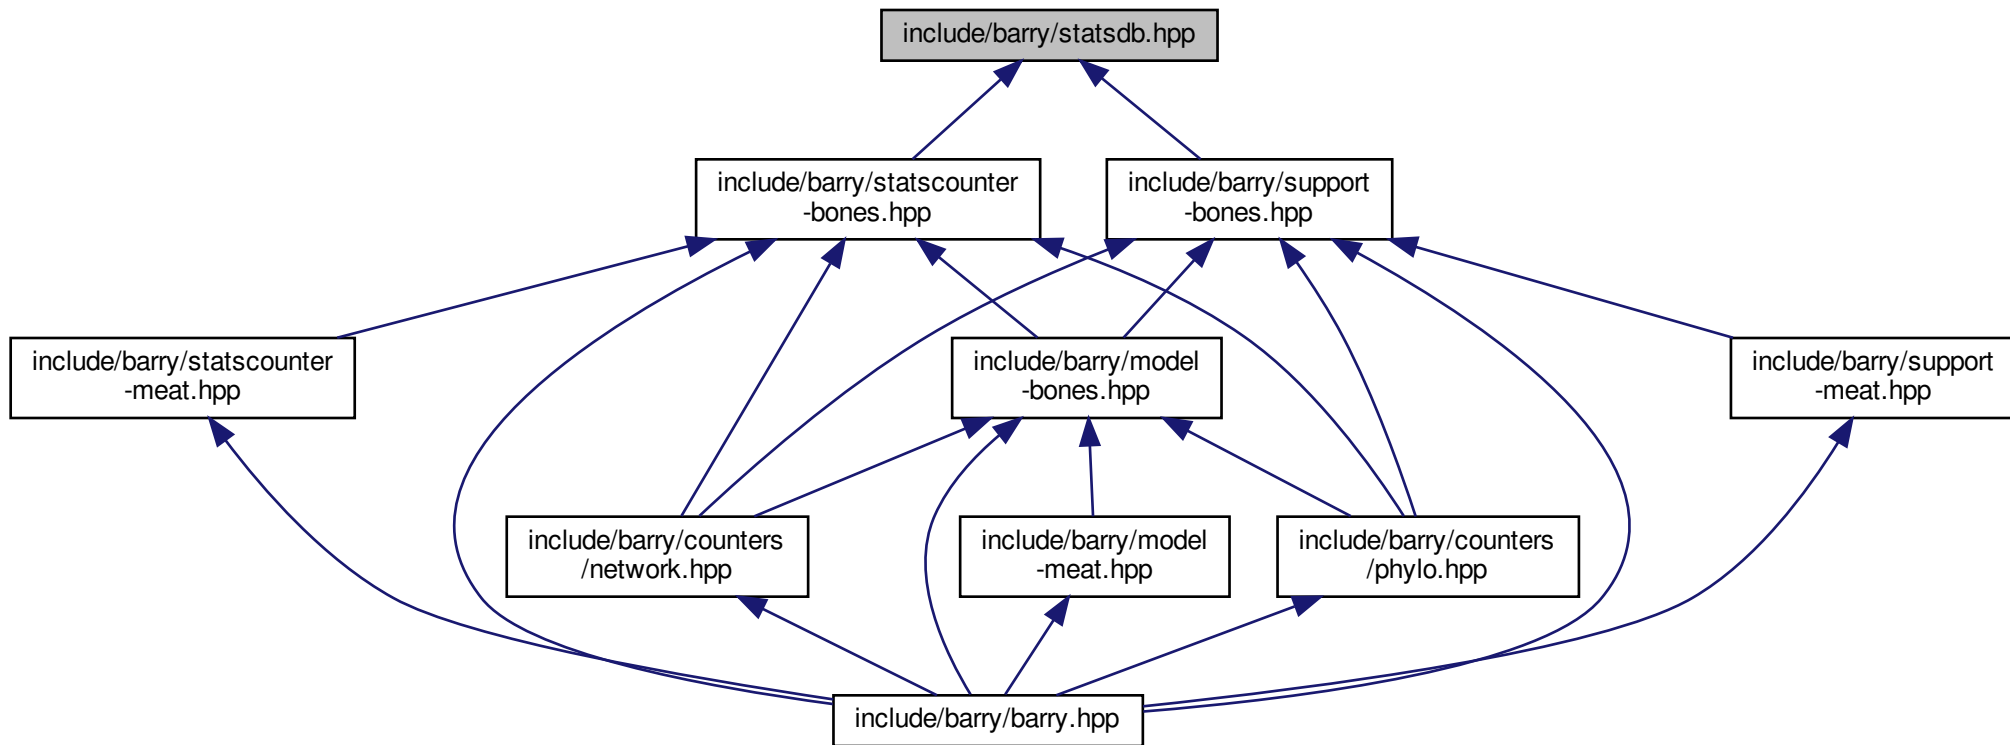 include/barry/statsdb.hpp
include/barry/statscounter
-bones.hpp
include/barry/support
-bones.hpp
include/barry/statscounter
-meat.hpp
include/barry/model
-bones.hpp
include/barry/support
-meat.hpp
include/barry/counters
/network.hpp
include/barry/model
-meat.hpp
include/barry/counters
/phylo.hpp
include/barry/barry.hpp